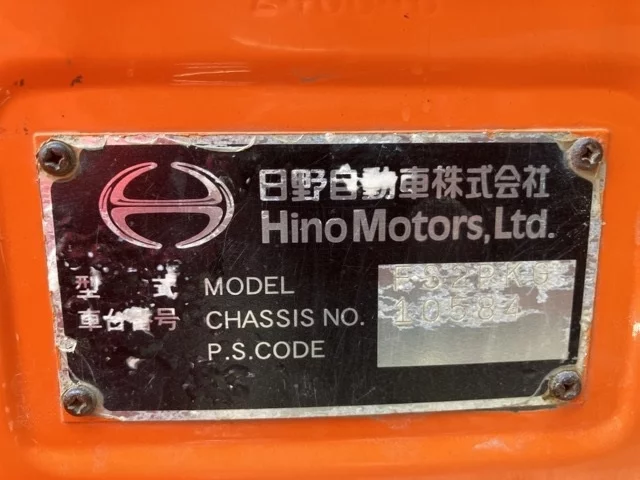 日野自動車株式会社
Hino Motors, Ltd.
型式 MODEL
車台番号 CHASSIS NO. 10584
P.S.CODE